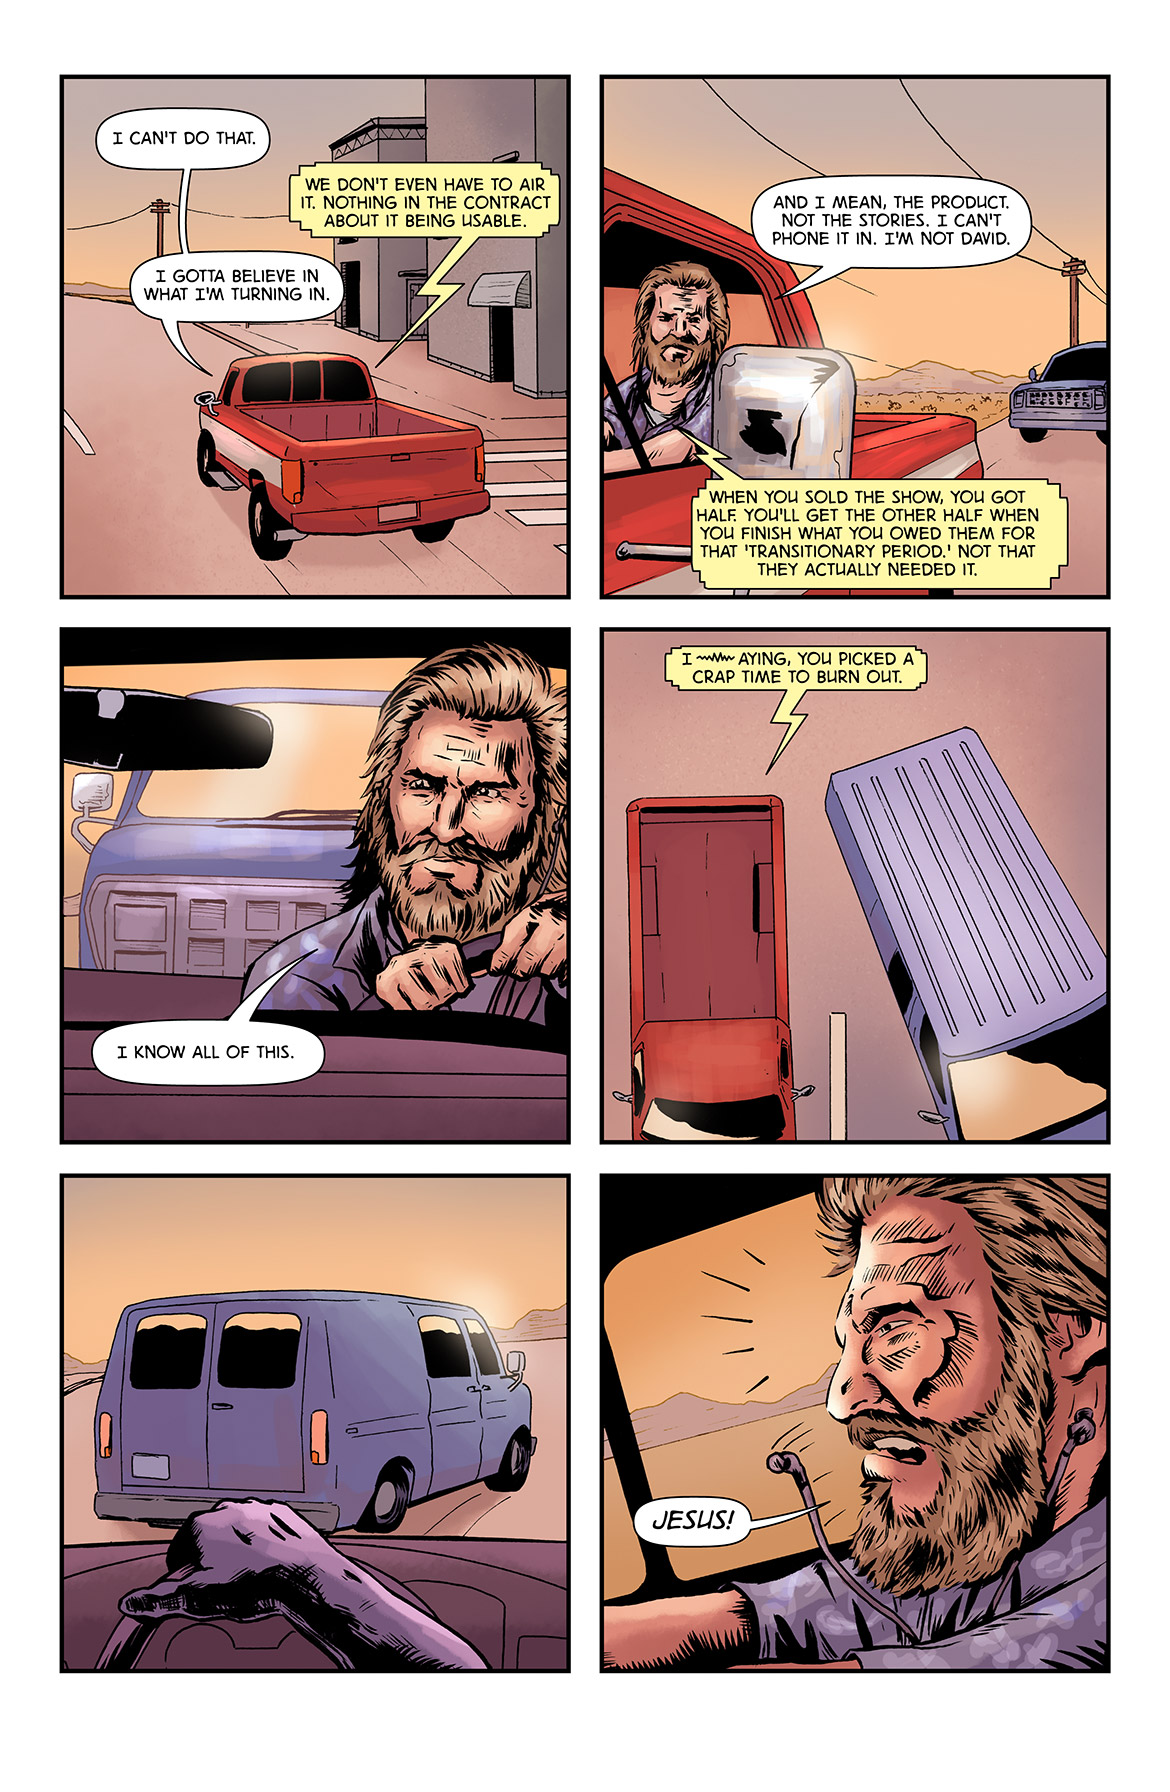 I CAN'T DO THAT.
WE DON'T EVEN HAVE TO AIR
IT. NOTHING IN THE CONTRACT
ABOUT IT BEING USABLE.
I GOTTA BELIEVE IN
WHAT I'M TURNING IN.
AND I MEAN, THE PRODUCT.
NOT THE STORIES. I CAN'T
PHONE IT IN. I'M NOT DAVID.
WHEN YOU SOLD THE SHOW, YOU GOT
HALF. YOU'LL GET THE OTHER HALF WHEN
YOU FINISH WHAT YOU OWED THEM FOR
THAT 'TRANSITIONARY PERIOD.' NOT THAT
THEY ACTUALLY NEEDED IT.
I KNOW ALL OF THIS.
I AYING, YOU PICKED A
CRAP TIME TO BURN OUT.
JESUS!